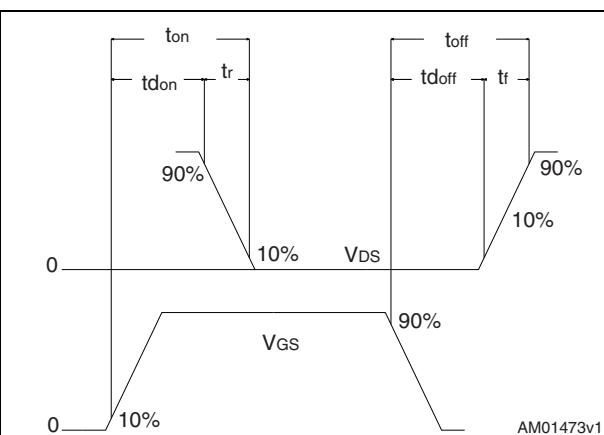 ton toff
tdon tr tdoff tf
90% 90%
10%
10% VDS
0
90%
VGS
10%
0
AM01473v1